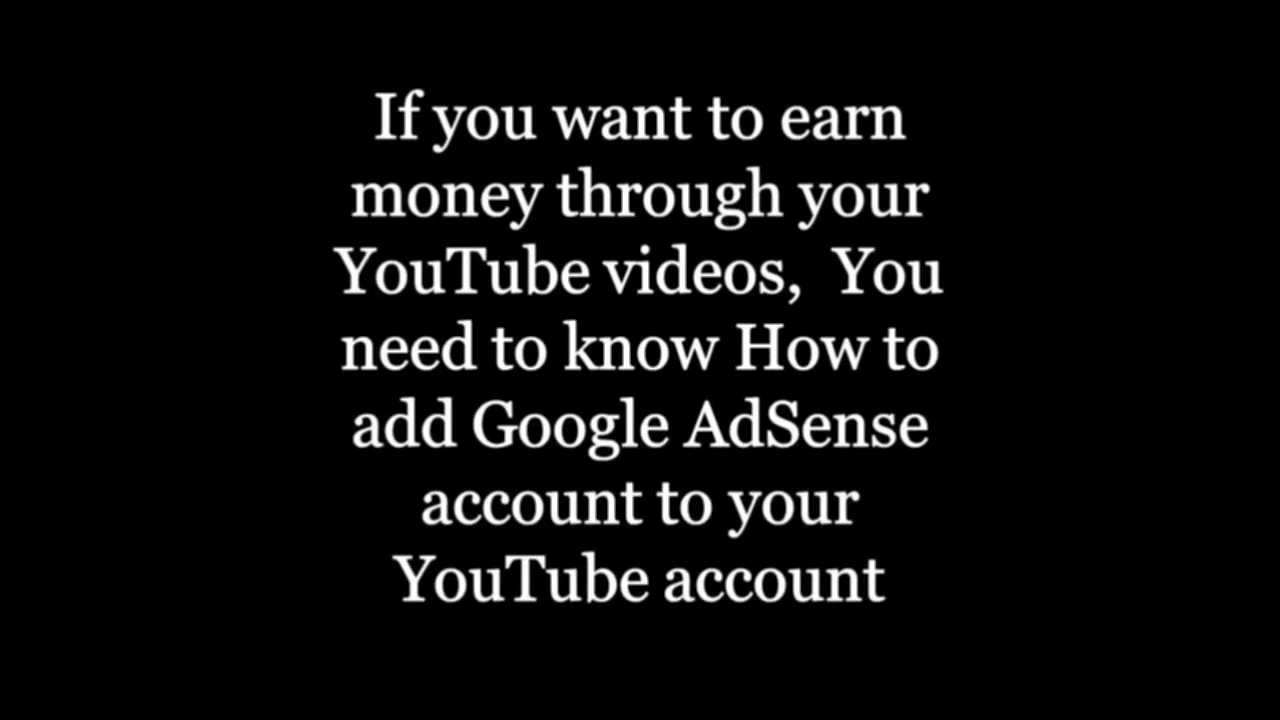 If you want to earn
money through your
YouTube videos,  You
need to know How to
add Google AdSense
account to your
YouTube account